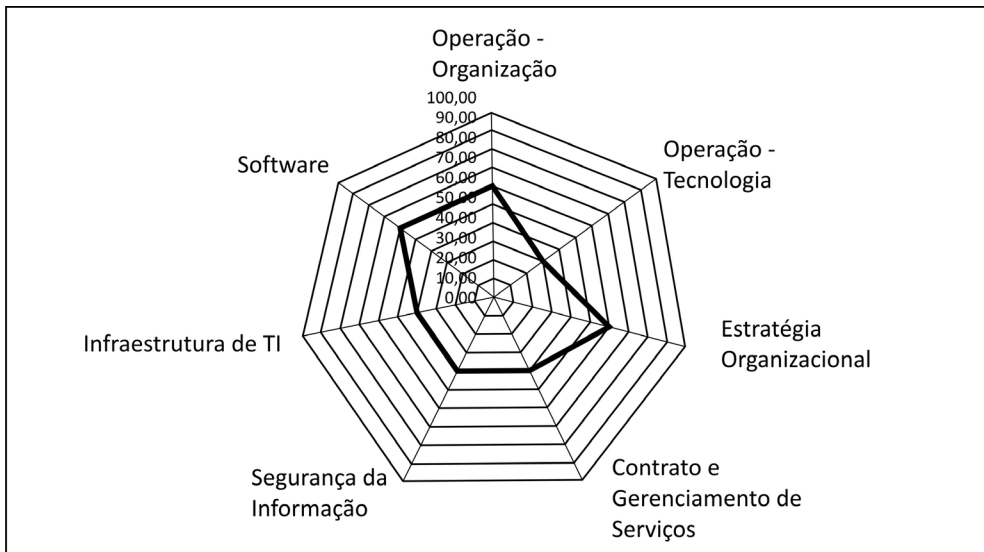 Operação -
Organização
100,00
90,00
80,00
70,00
60,00
50,00
40,00
30,00
20,00
10,00
0,00
Operação -
Tecnologia
Estratégia
Organizacional
Contrato e
Gerenciamento de
Serviços
Segurança da
Informação
Infraestrutura de TI
Software